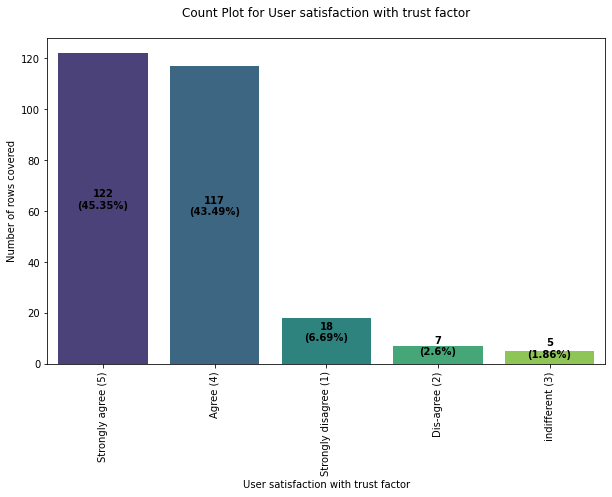 Count Plot for User satisfaction with trust factor
Number of rows covered
120
100
80
60
40
20
0
122
(45.35%)
117
(43.49%)
18
(6.69%)
7
(2.6%)
5
(1.86%)
Strongly agree (5)
Agree (4)
Strongly disagree (1)
Dis-agree (2)
indifferent (3)
User satisfaction with trust factor